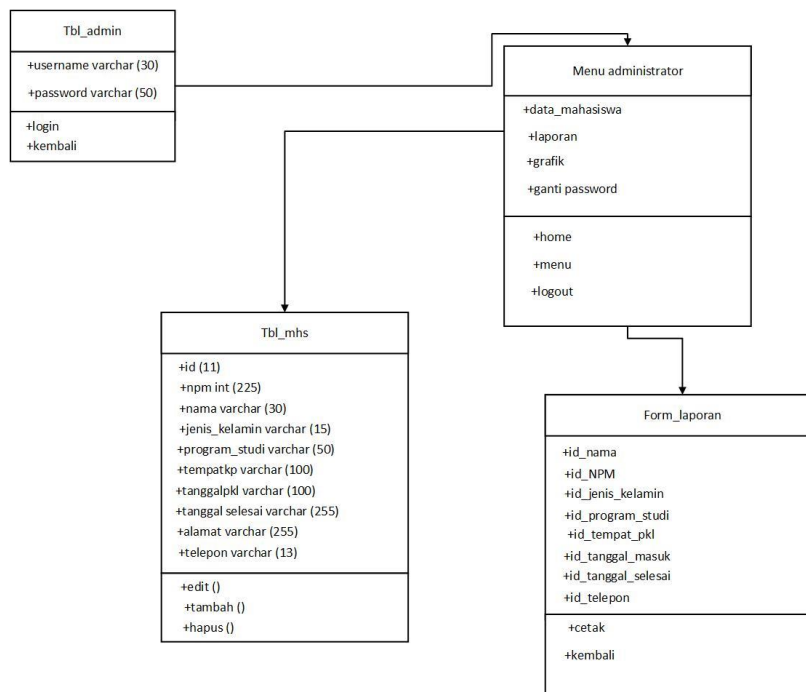 Tbl_admin
+username varchar (30)
+password varchar (50)
+login
+kembali
Menu administrator
+data_mahasiswa
+laporan
+grafik
+ganti password
+home
+menu
+logout
Tbl_mhs
+id (11)
+npm int (225)
+nama varchar (30)
+jenis_kelamin varchar (15)
+program_studi varchar (50)
+tempatkp varchar (100)
+tanggalpkl varchar (100)
+tanggal selesai varchar (255)
+alamat varchar (255)
+telepon varchar (13)
+edit ()
+tambah ()
+hapus ()
Form_laporan
+id_nama
+id_NPM
+id_jenis_kelamin
+id_program_studi
+id_tempat_pkl
+id_tanggal_masuk
+id_tanggal_selesai
+id_telepon
+cetak
+kembali